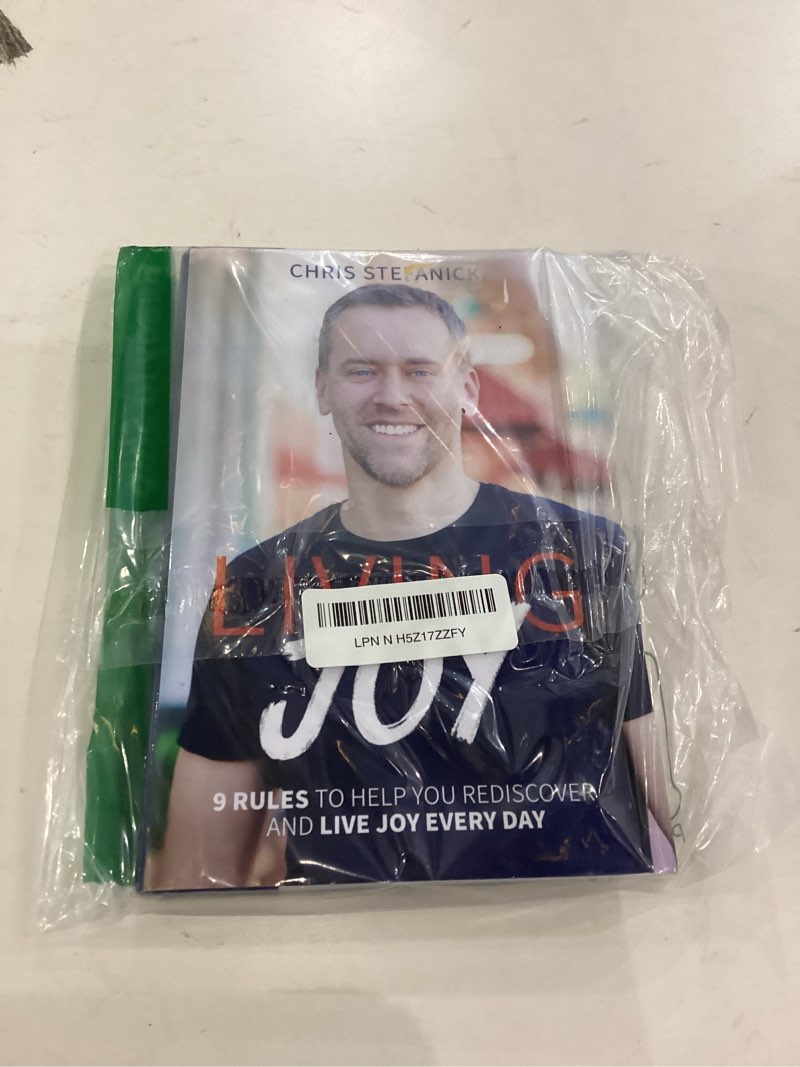 CHRIS STEFANICK
LIVING
LPN N H5Z17ZZFY
JOY
9 RULES TO HELP YOU REDISCOVER
AND LIVE JOY EVERY DAY